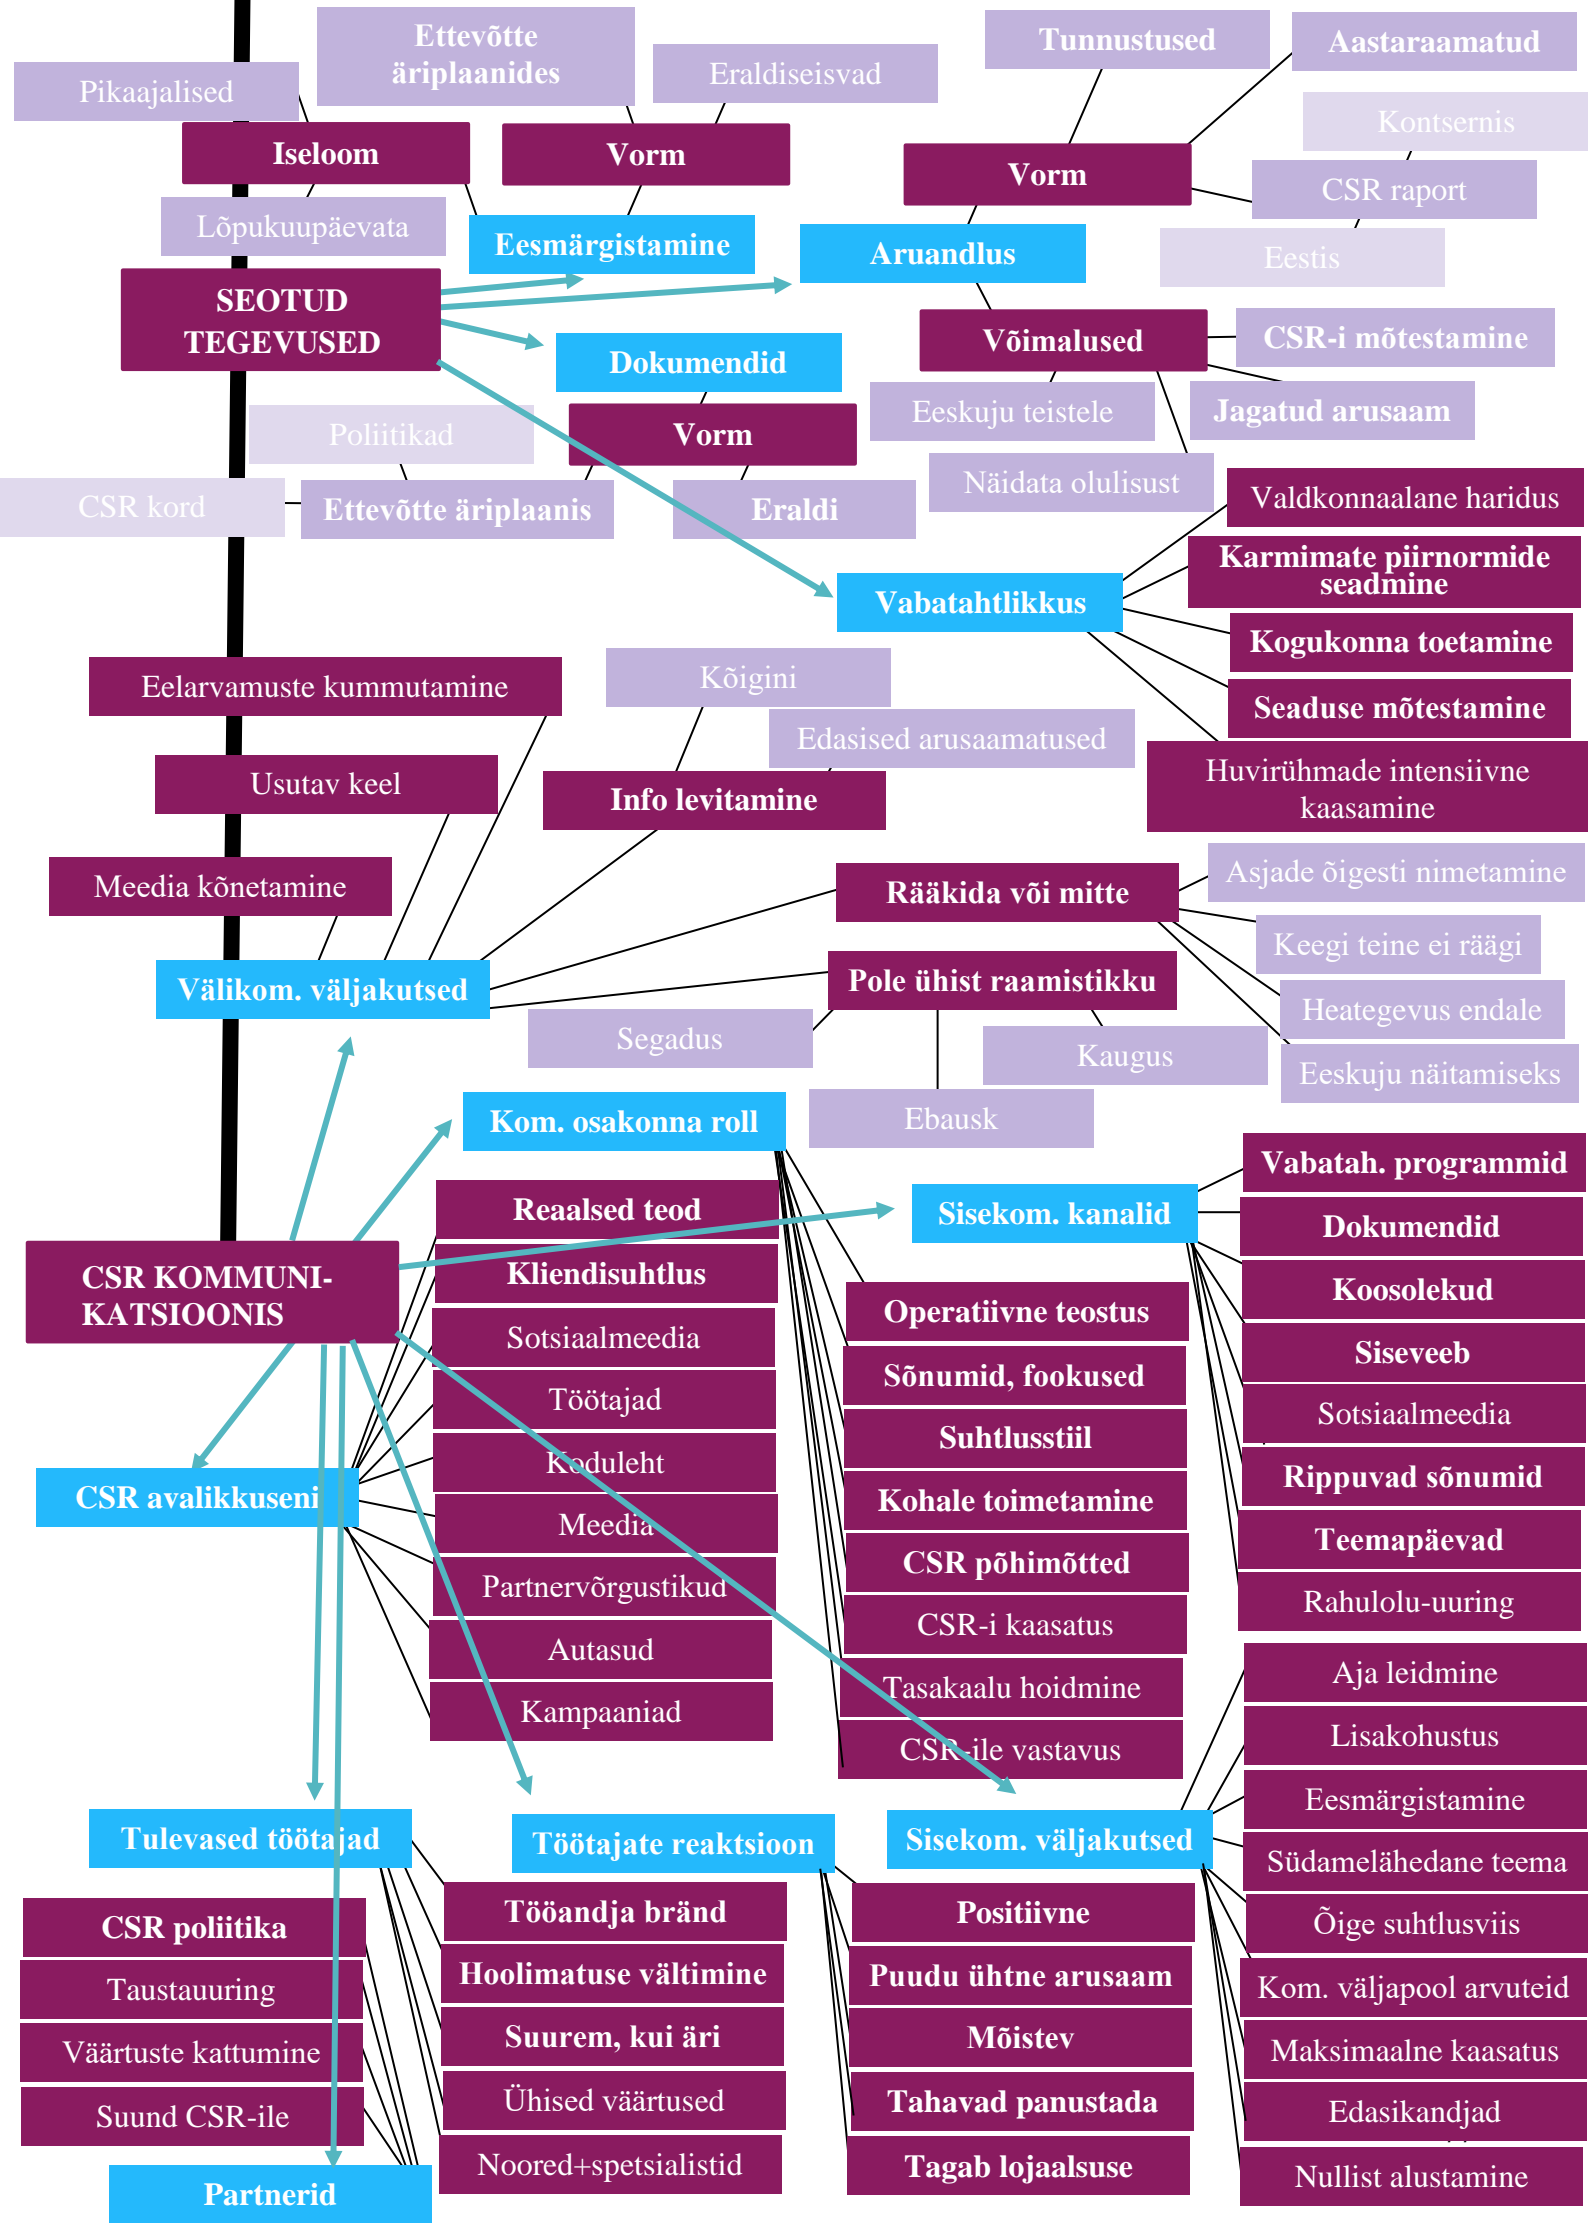 Ettevõtte
äriplaanides
Eraldiseisvad
Pikaajalised
Iseloom
Vorm
Lõpukuupäevata
Eesmärgistamine
Tunnustused
Aastaraamatud
Kontsernis
Vorm
CSR raport
Eestis
Aruandlus
SEOTUD
TEGEVUSED
Võimalused
CSR-i mõtestamine
Dokumendid
Eeskuju teistele
Jagatud arusaam
Poliitikad
Vorm
Näidata olulisust
CSR kord
Ettevõtte äriplaanis
Eraldi
Valdkonnaalane haridus
Karmimate piirnormide
seadmine
Vabatahtlikkus
Kogukonna toetamine
Seaduse mõtestamine
Huvirühmade intensiivne
kaasamine
Eelarvamuste kummutamine
Kõigini
Edasised arusaamatused
Usutav keel
Info levitamine
Meedia kõnetamine
Rääkida või mitte
Asjade õigesti nimetamine
Keegi teine ei räägi
Välikom. väljakutsed
Pole ühist raamistikku
Heategevus endale
Segadus
Kaugus
Eeskuju näitamiseks
Ebausk
Kom. osakonna roll
Vabatah. programmid
Reaalsed teod
Sisekom. kanalid
Dokumendid
CSR KOMMUNI-
KATSIOONIS
Kliendisuhtlus
Koosolekud
Operatiivne teostus
Sotsiaalmeedia
Siseveeb
Sõnumid, fookused
Töötajad
Sotsiaalmeedia
Suhtlusstiil
Koduleht
Rippuvad sõnumid
CSR avalikkuseni
Kohale toimetamine
Meedia
Teemapäevad
CSR põhimõtted
Partnervõrgustikud
Rahulolu-uuring
CSR-i kaasatus
Autasud
Aja leidmine
Tasakaalu hoidmine
Kampaaniad
Lisakohustus
CSR-ile vastavus
Eesmärgistamine
Tulevased töötajad
Töötajate reaktsioon
Sisekom. väljakutsed
Südamelähedane teema
CSR poliitika
Tööandja bränd
Positiivne
Õige suhtlusviis
Taustauuring
Hoolimatuse vältimine
Puudu ühtne arusaam
Kom. väljapool arvuteid
Väärtuste kattumine
Suurem, kui äri
Mõistev
Maksimaalne kaasatus
Suund CSR-ile
Ühised väärtused
Tahavad panustada
Edasikandjad
Partnerid
Noored+spetsialistid
Tagab lojaalsuse
Nullist alustamine